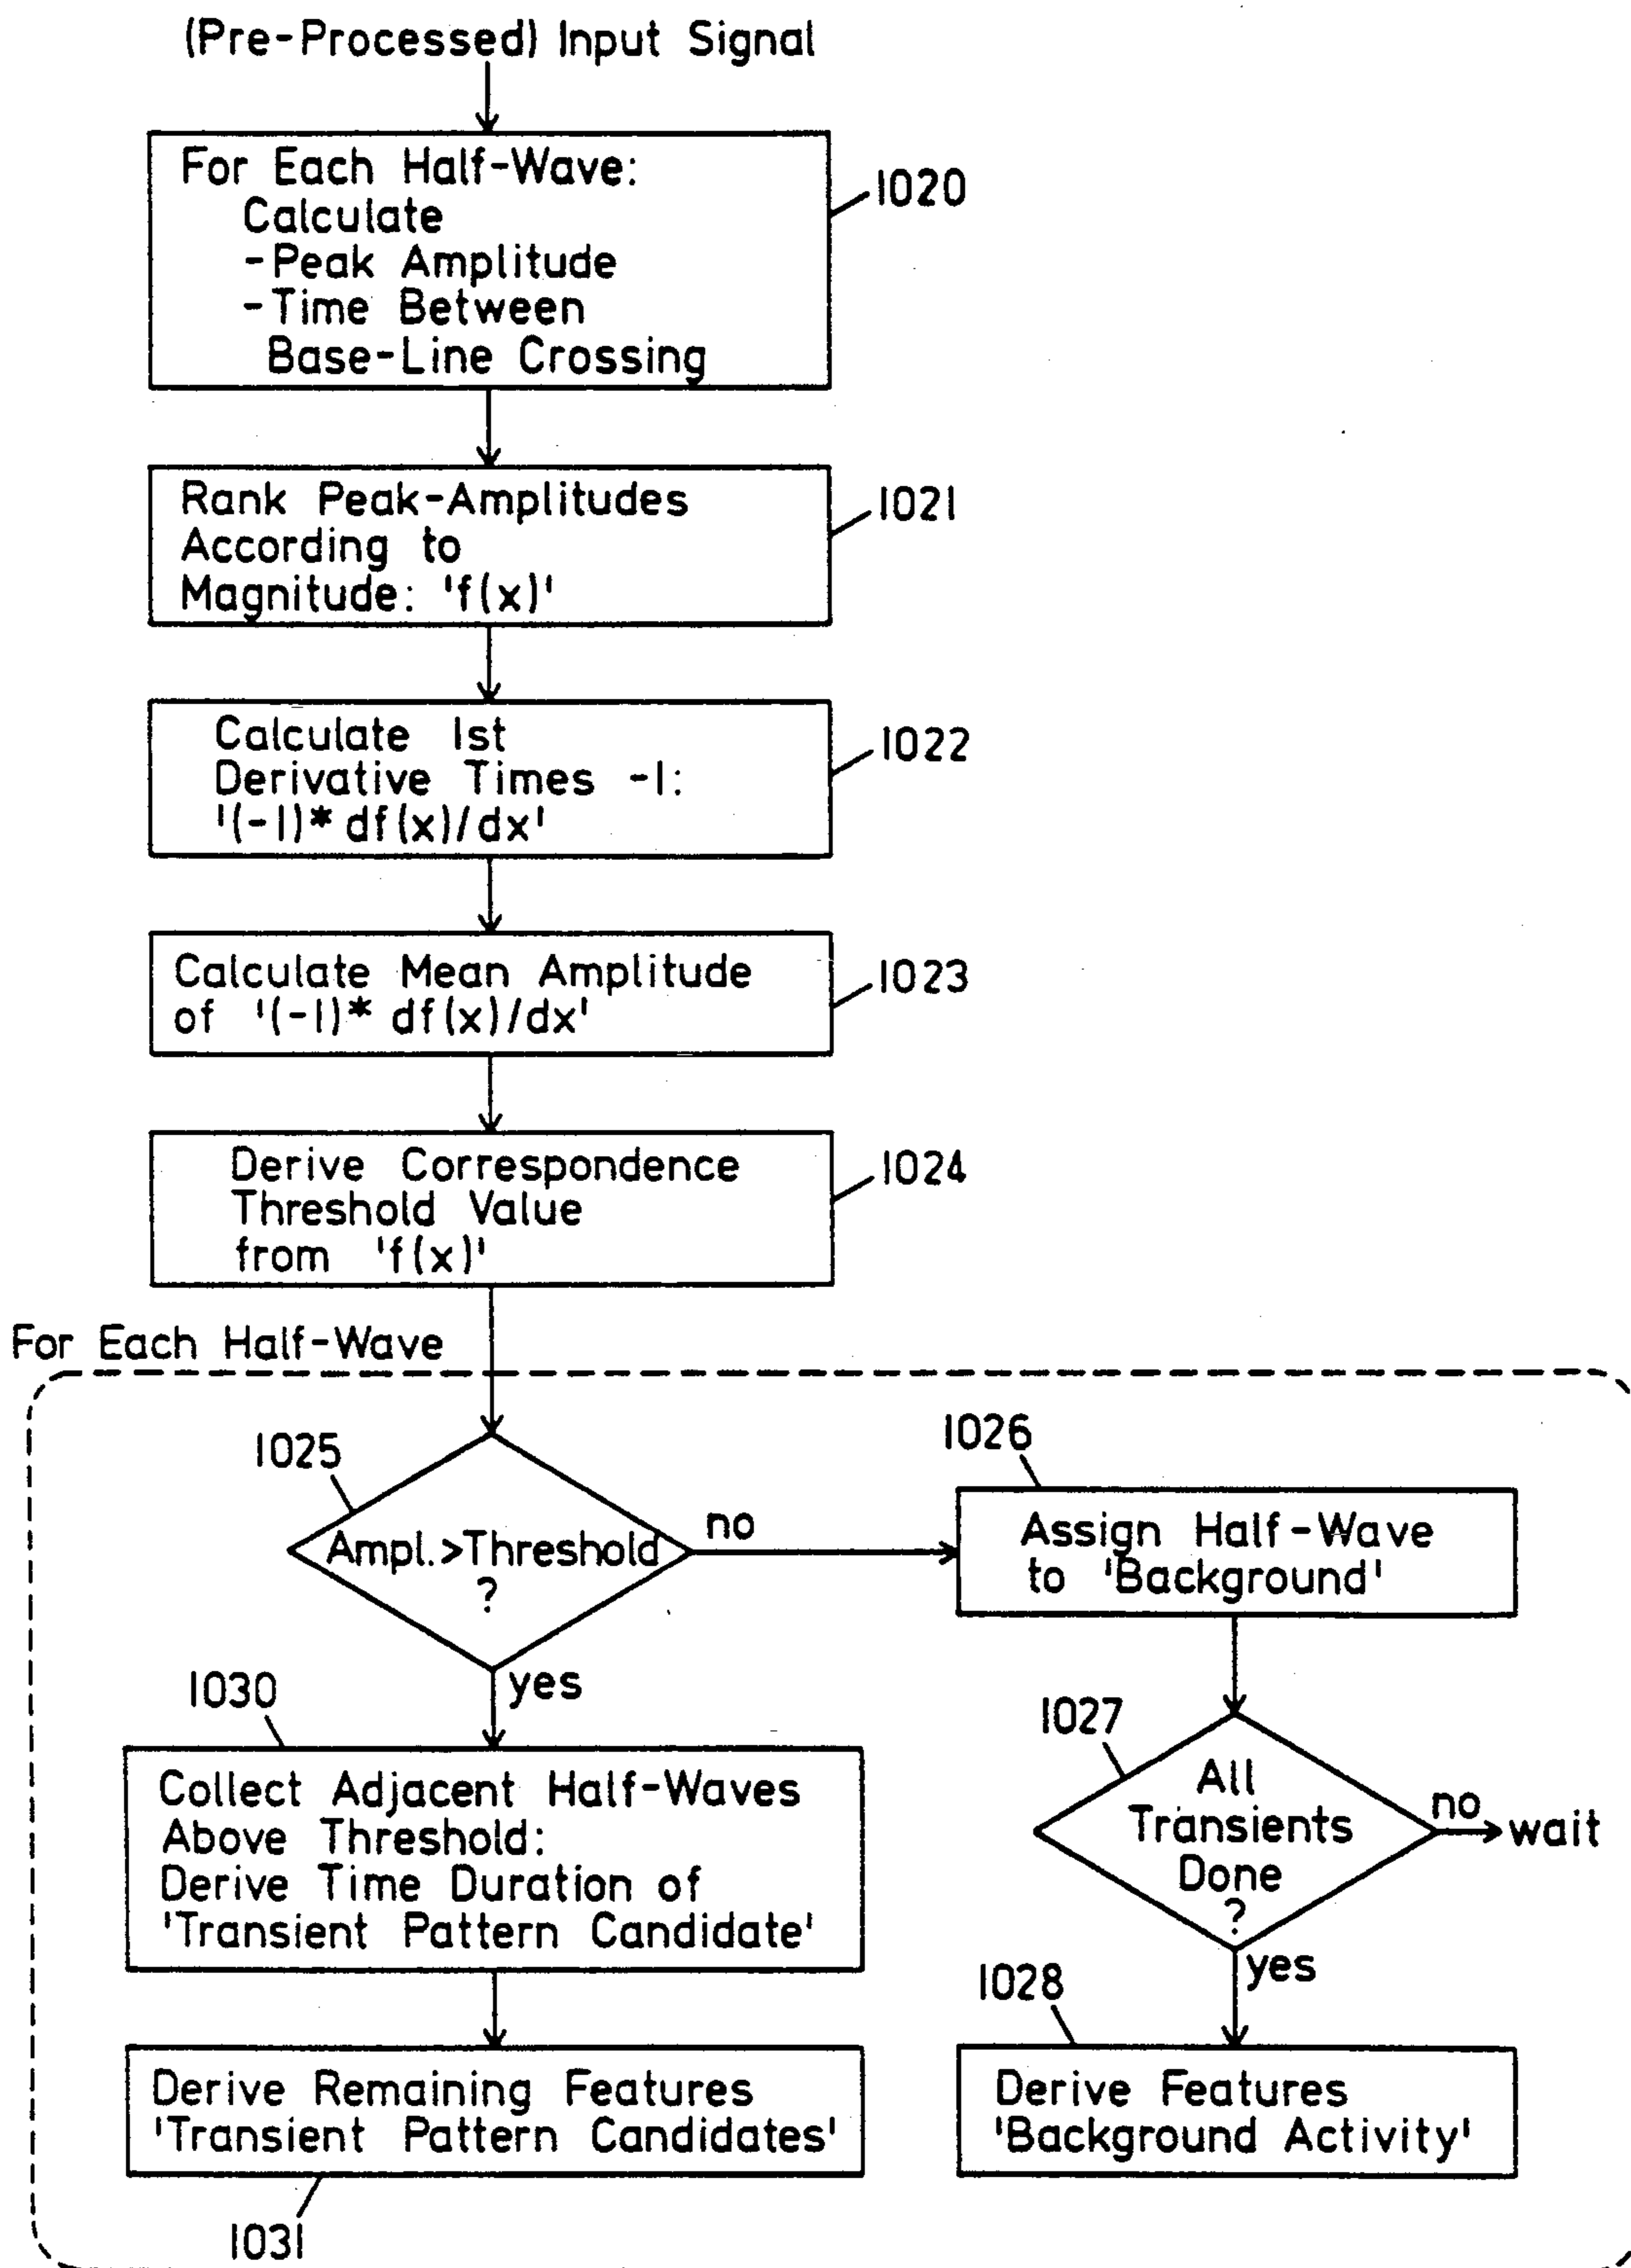 (Pre-Processed) Input Signal
For Each Half-Wave:
Calculate
-Peak Amplitude
-Time Between
Base-Line Crossing
1020
Rank Peak-Amplitudes
According to
Magnitude: 'f(x)'
1021
Calculate 1st
Derivative Times -1:
'(-1)* df(x)/dx'
1022
Calculate Mean Amplitude
of '(-1)* df(x)/dx'
1023
Derive Correspondence
Threshold Value
from 'f(x)'
1024
For Each Half-Wave
1025
Ampl.>Threshold
?
no
yes
1026
Assign Half-Wave
to 'Background'
1027
All
Transients
Done
?
no
wait
yes
1030
Collect Adjacent Half-Waves
Above Threshold:
Derive Time Duration of
'Transient Pattern Candidate'
1028
Derive Features
'Background Activity'
Derive Remaining Features
'Transient Pattern Candidates'
1031